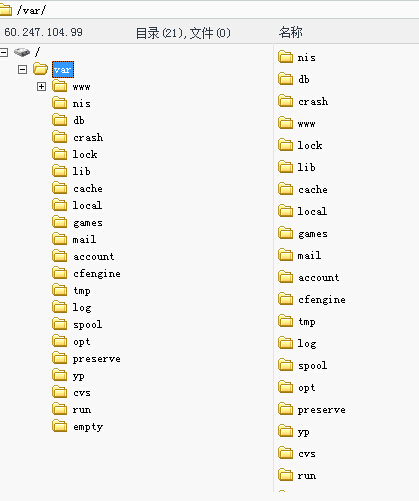 /var/
60.247.104.99 目录(21),文件(0) 名称
/
var
www
nis
db
crash
lock
lib
cache
local
games
mail
account
cfengine
tmp
log
spool
opt
preserve
yp
cvs
run
empty
nis
db
crash
www
lock
lib
cache
local
games
mail
account
cfengine
tmp
log
spool
opt
preserve
yp
cvs
run